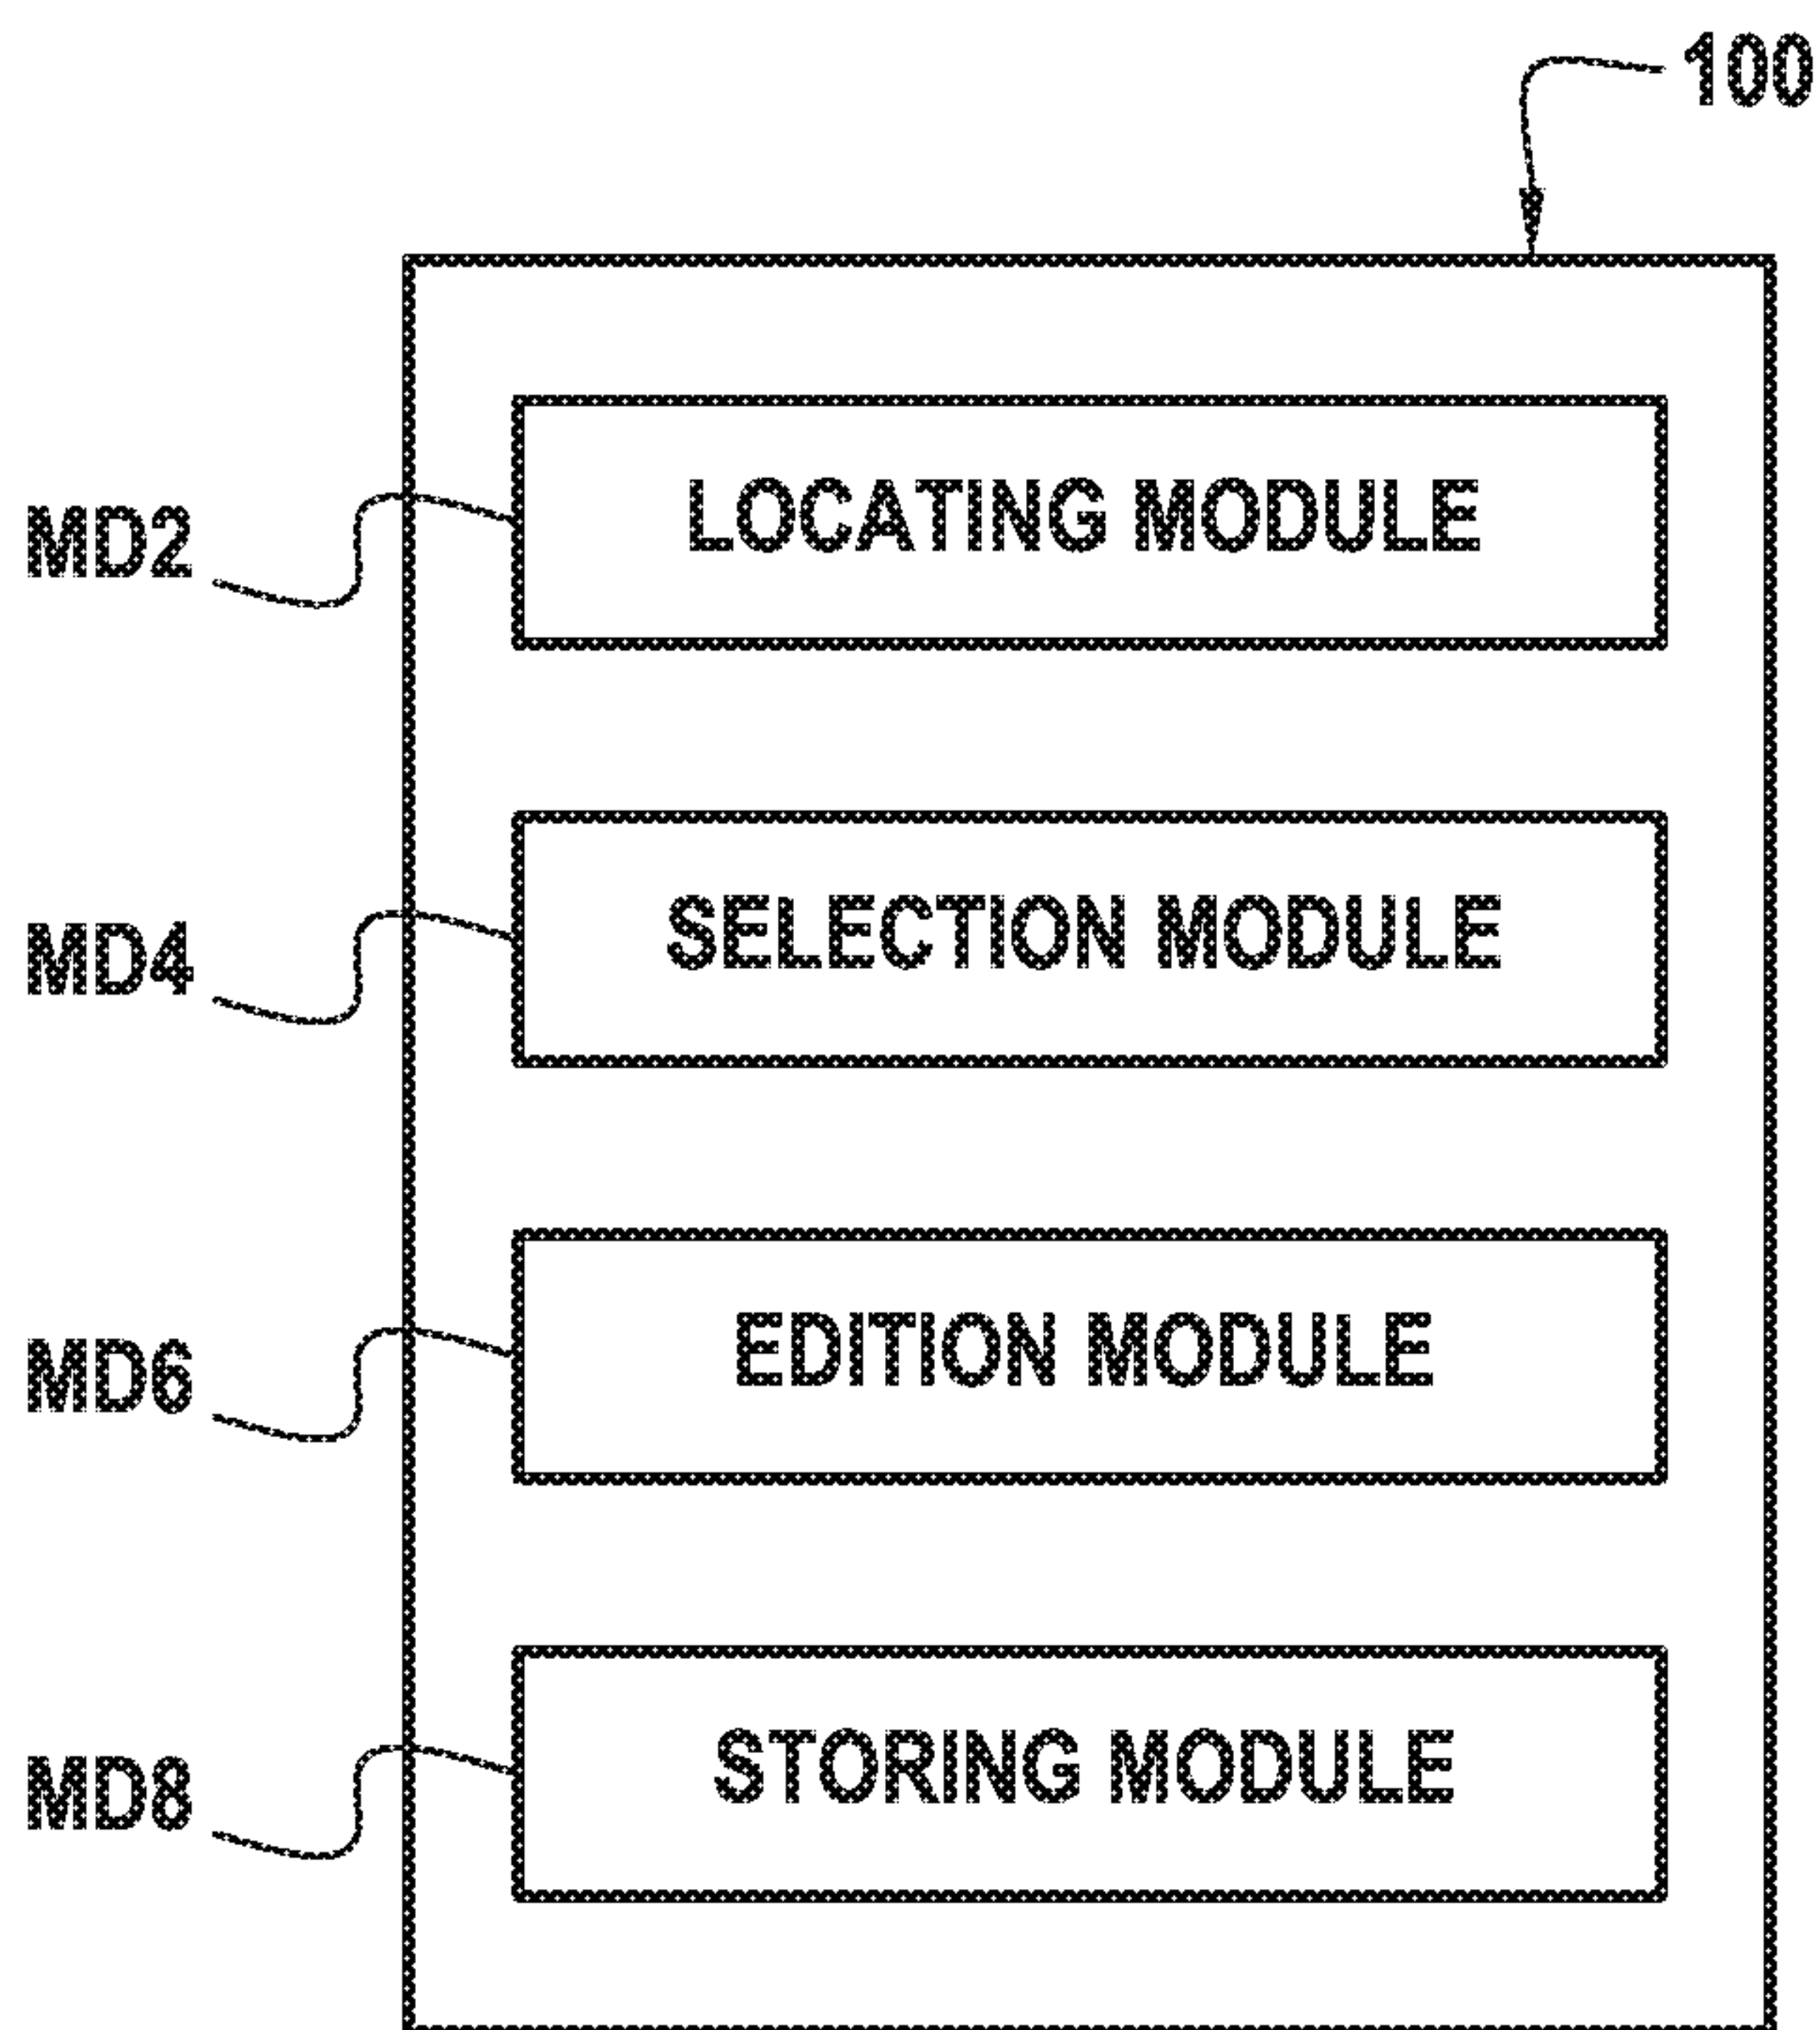 100
MD2
LOCATING MODULE
MD4
SELECTION MODULE
MD6
EDITION MODULE
MD8
STORING MODULE